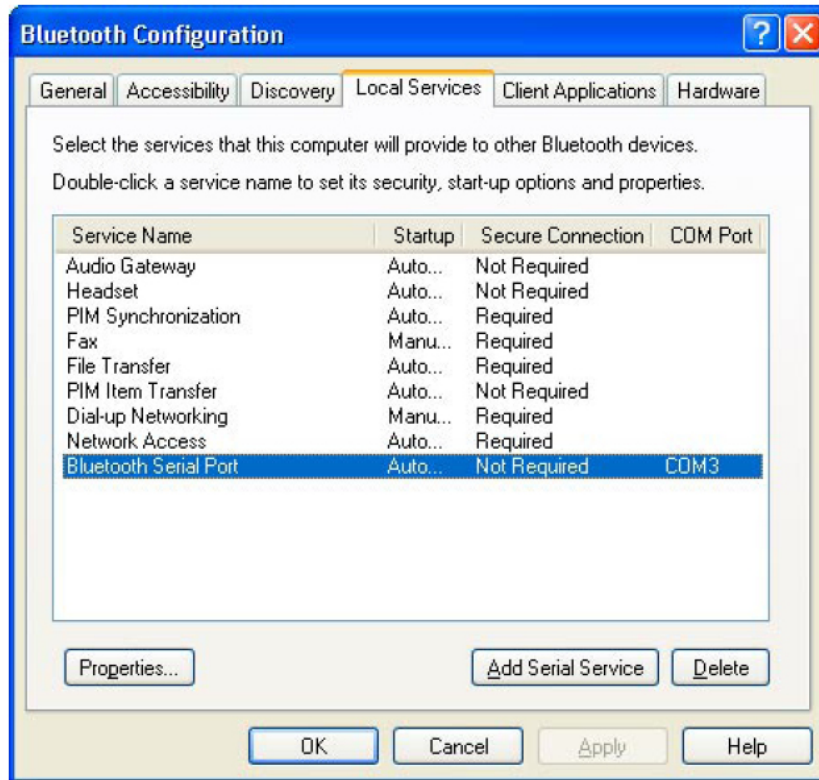 Bluetooth Configuration
General Accessibility Discovery Local Services Client Applications Hardware
Select the services that this computer will provide to other Bluetooth devices.
Double-click a service name to set its security, start-up options and properties.
Service Name Startup Secure Connection COM Port
Audio Gateway Auto... Not Required
Headset Auto... Not Required
PIM Synchronization Auto... Required
Fax Manu... Required
File Transfer Auto... Required
PIM Item Transfer Auto... Not Required
Dial-up Networking Manu... Required
Network Access Auto... Required
Bluetooth Serial Port Auto... Not Required COM3
Properties... Add Serial Service Delete
OK Cancel Apply Help